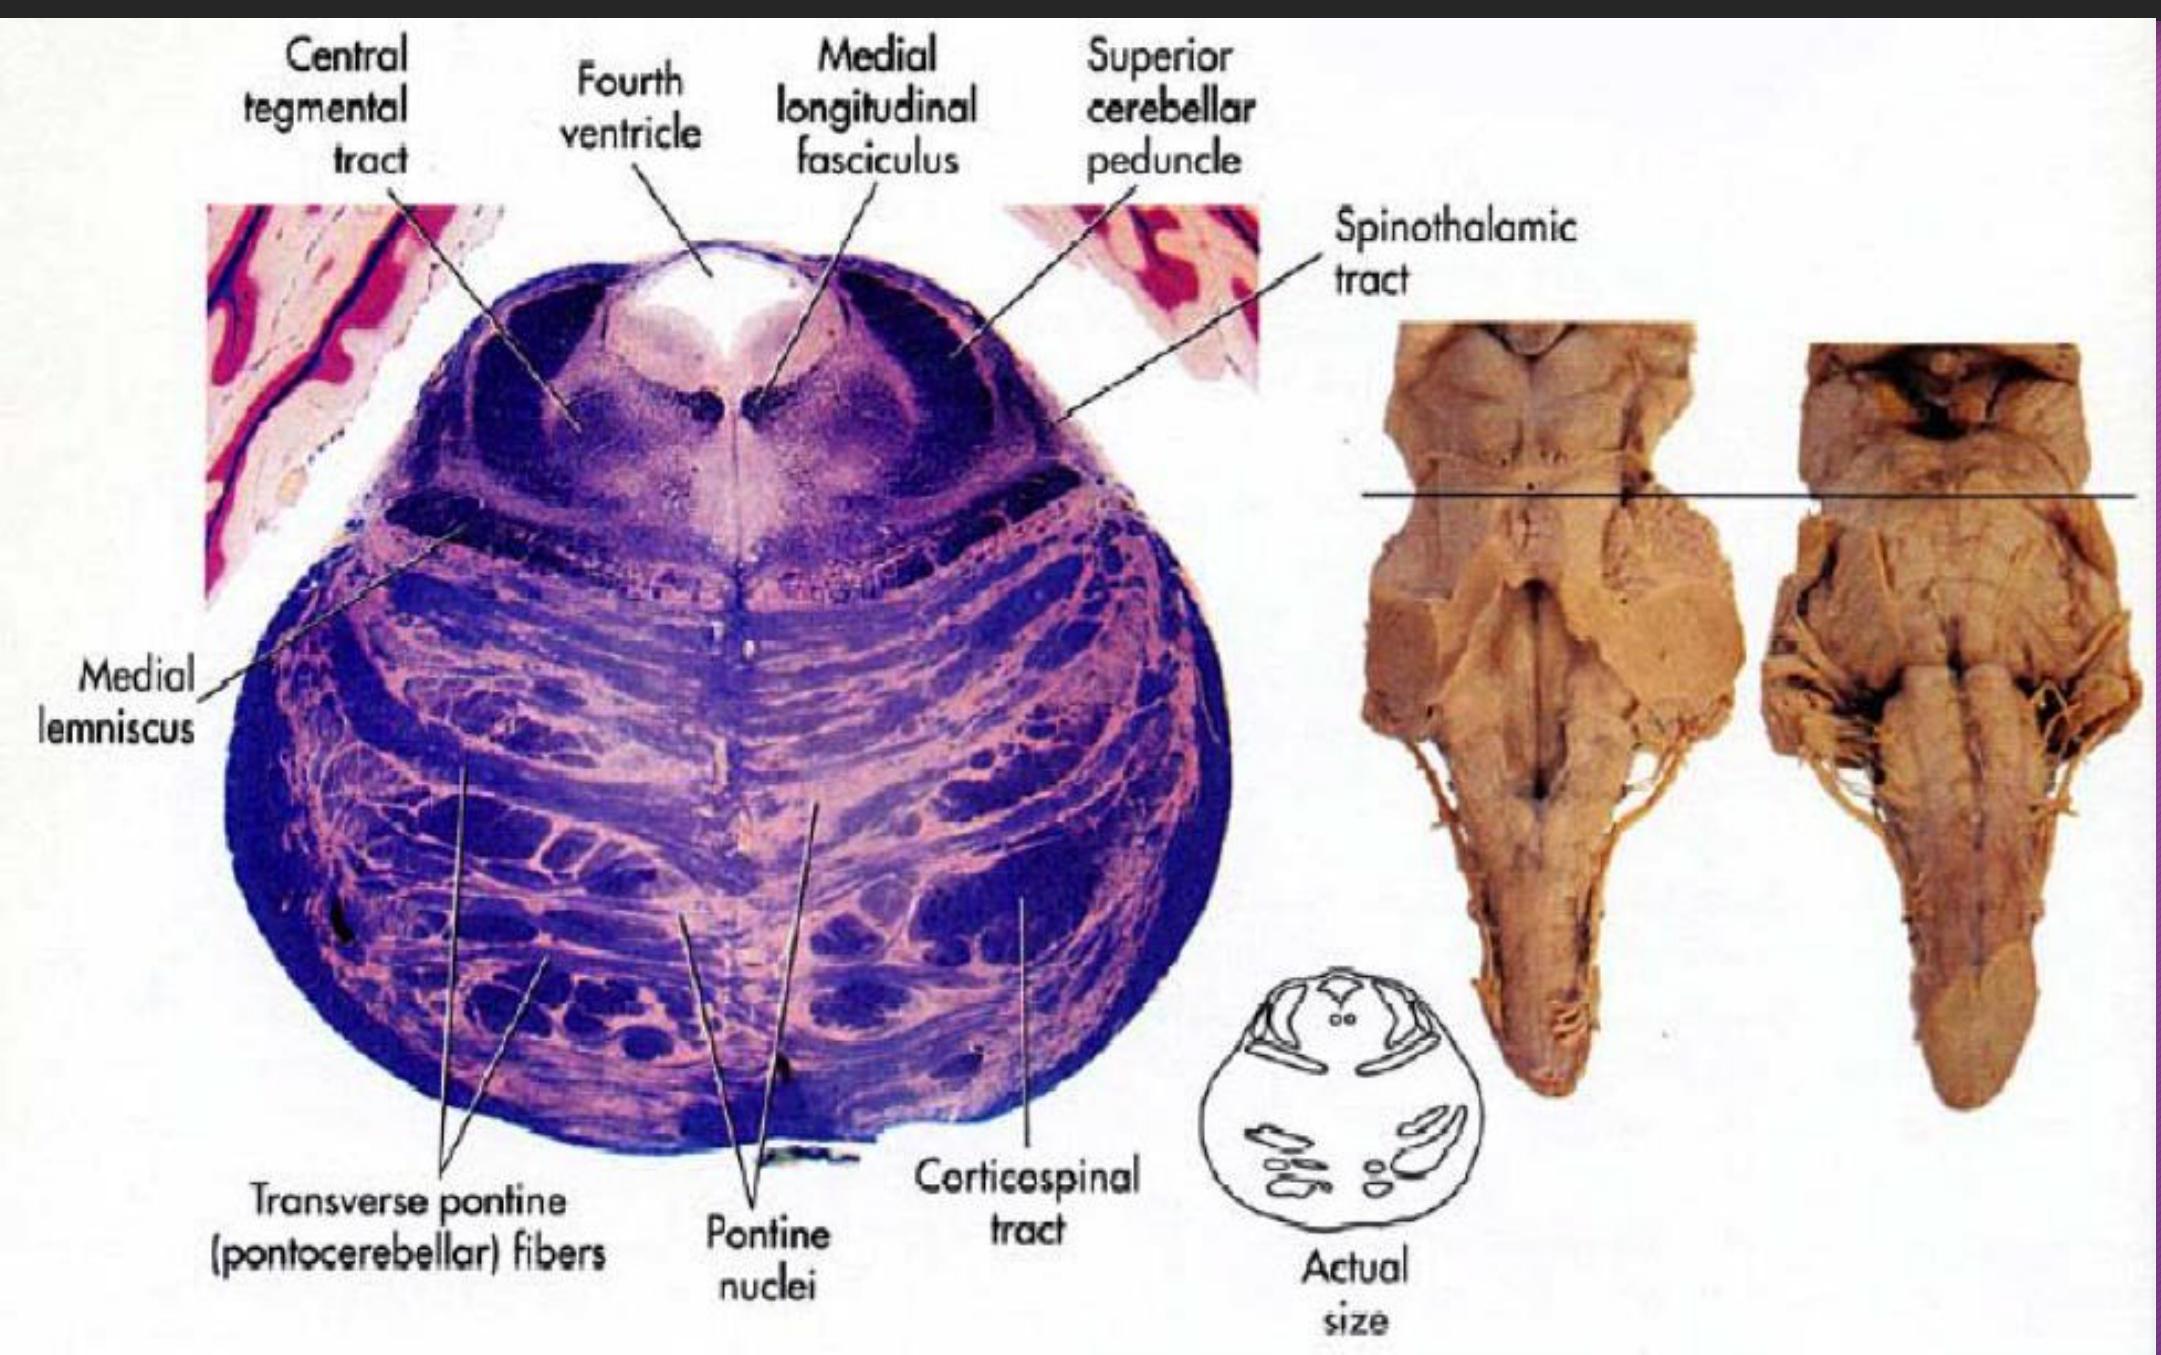 Central
tegmental
tract
Fourth
ventricle
Medial
longitudinal
fasciculus
Superior
cerebellar
peduncle
Spinothalamic
tract
Medial
lemniscus
Transverse pontine
(pontocerebellar) fibers
Pontine
nuclei
Corticospinal
tract
Actual
size